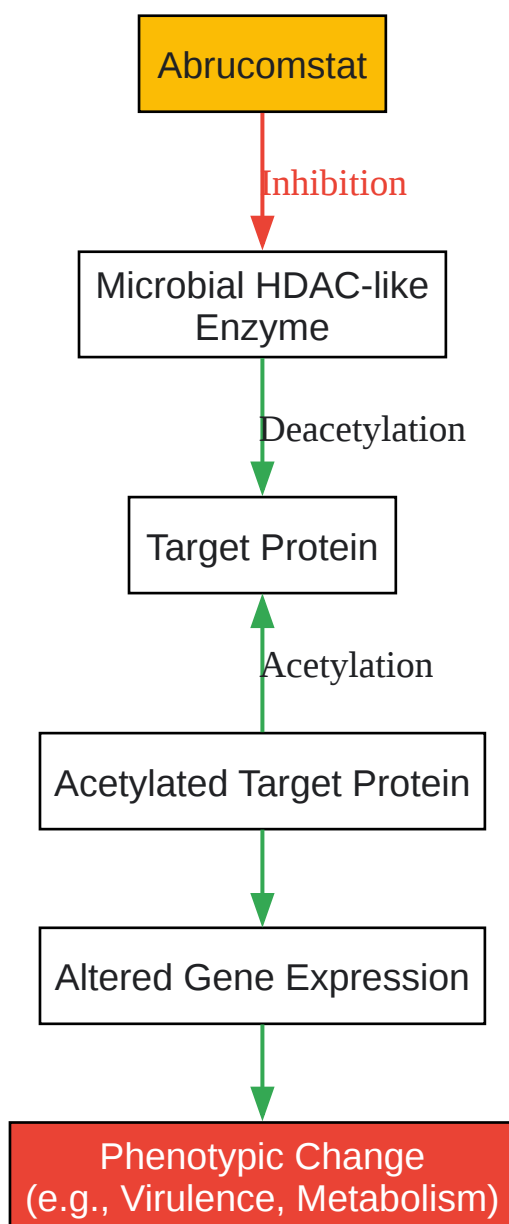 Abrucomstat
Inhibition
Microbial HDAC-like
Enzyme
Deacetylation
Target Protein
Acetylation
Acetylated Target Protein
Altered Gene Expression
Phenotypic Change
(e.g., Virulence, Metabolism)